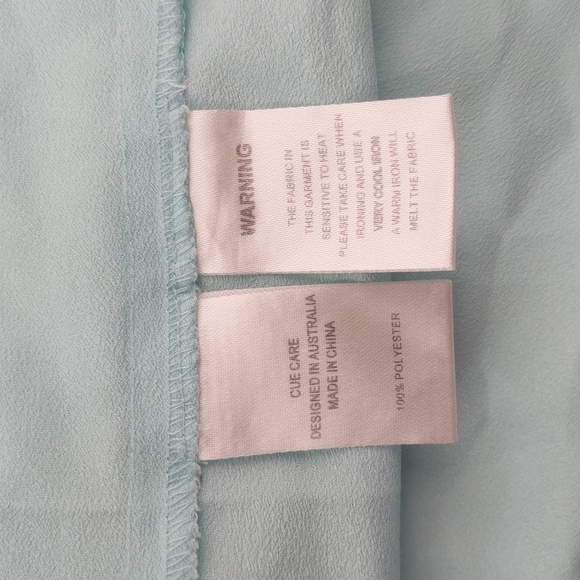 WARNING
THE FABRIC IN
THIS GARMENT IS
SENSITIVE TO HEAT
PLEASE TAKE CARE WHEN
IRONING AND USE A
VERY COOL IRON
A WARM IRON WILL
MELT THE FABRIC
CUE CARE
DESIGNED IN AUSTRALIA
MADE IN CHINA
100% POLYESTER